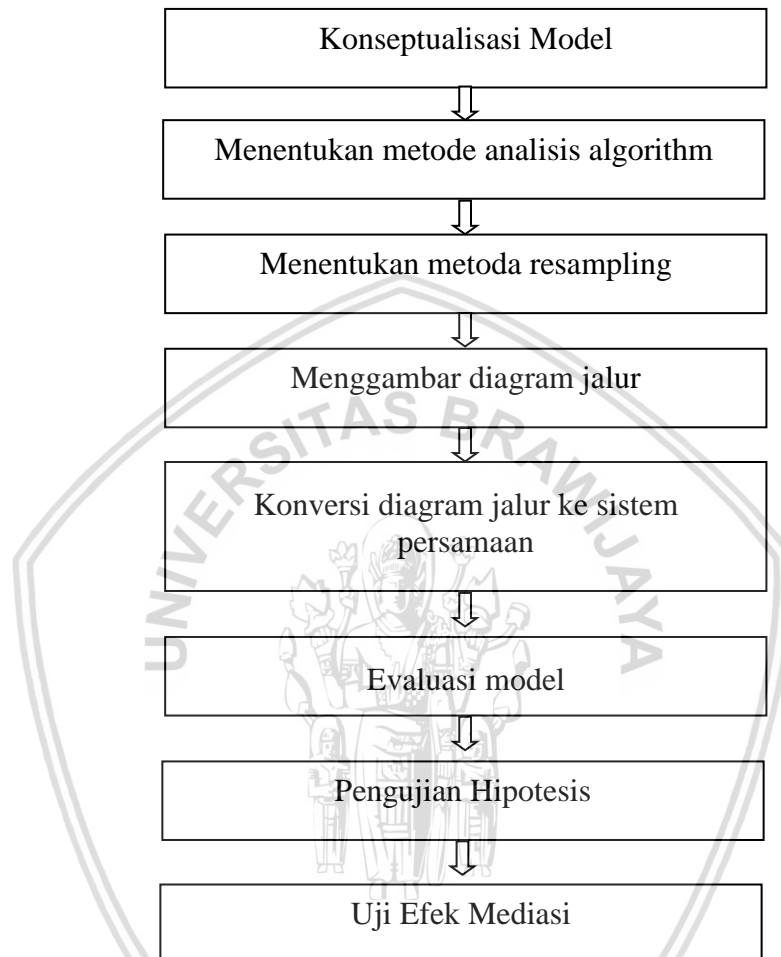 Konseptualisasi Model
Menentukan metode analisis algorithm
Menentukan metoda resampling
Menggambar diagram jalur
UNIVERSITAS BRAWIJAYA
Konversi diagram jalur ke sistem
persamaan
Evaluasi model
Pengujian Hipotesis
Uji Efek Mediasi